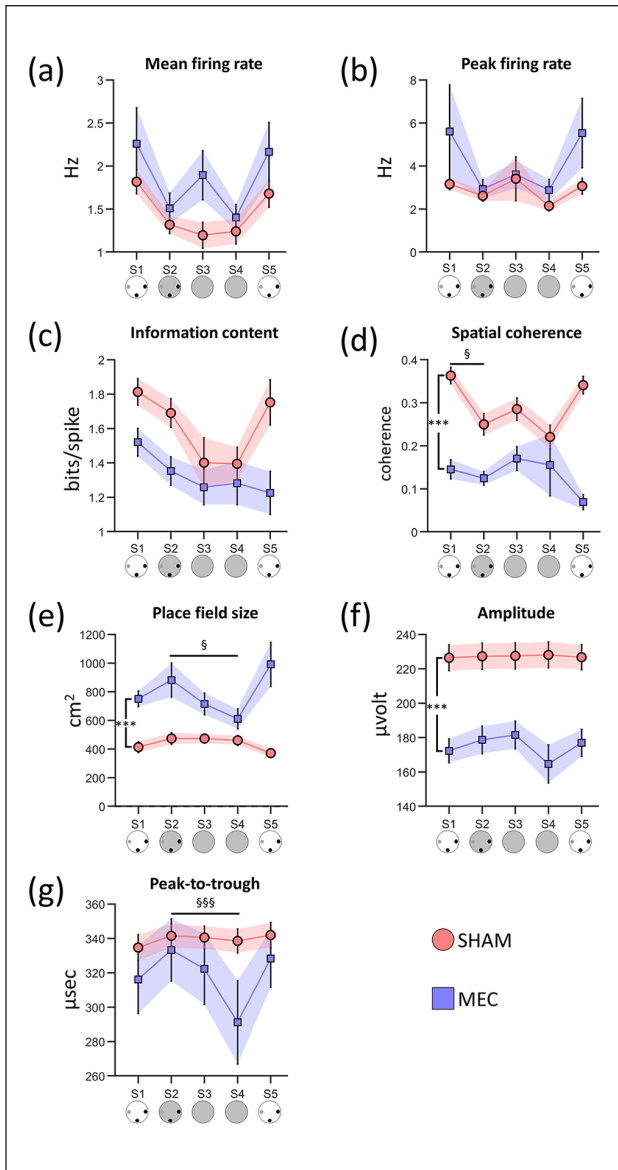 (a)
Mean firing rate
3
2.5
2
1.5
1
Hz
S1 S2 S3 S4 S5
(b)
Peak firing rate
8
6
4
2
0
Hz
S1 S2 S3 S4 S5
(c)
Information content
2
1.8
1.6
1.4
1.2
1
bits/spike
S1 S2 S3 S4 S5
(d)
Spatial coherence
0.4
0.3
0.2
0.1
0
coherence
§
***
S1 S2 S3 S4 S5
(e)
Place field size
1200
1000
800
600
400
200
0
cm²
§
***
S1 S2 S3 S4 S5
(f)
Amplitude
240
220
200
180
160
140
µvolt
***
S1 S2 S3 S4 S5
(g)
Peak-to-trough
360
340
320
300
280
260
µsec
§§§
S1 S2 S3 S4 S5
SHAM
MEC